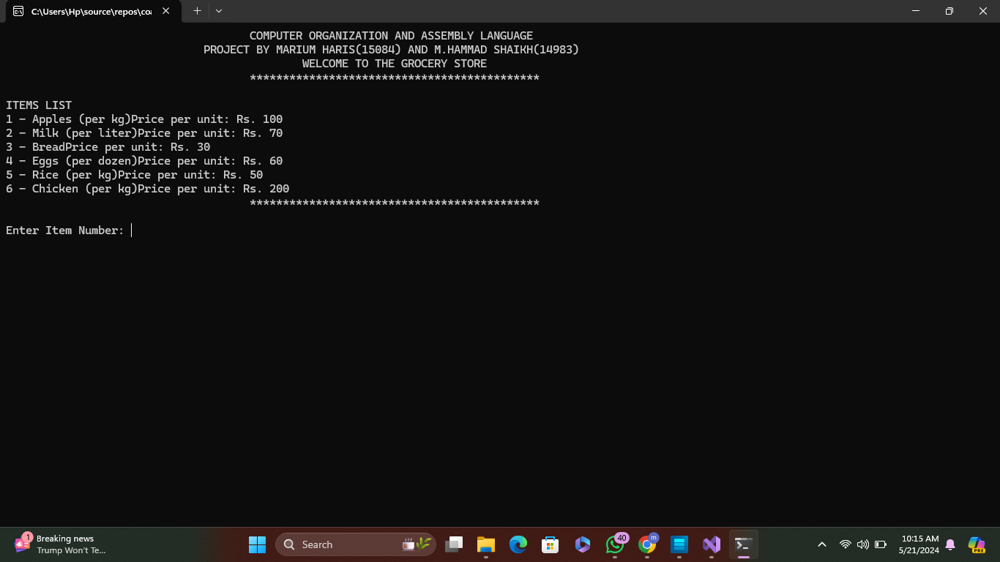 C:\Users\Hp\source\repos\coa
COMPUTER ORGANIZATION AND ASSEMBLY LANGUAGE
PROJECT BY MARIUM HARIS(15084) AND M.HAMMAD SHAIKH(14983)
WELCOME TO THE GROCERY STORE
********************************************
ITEMS LIST
1 - Apples (per kg)Price per unit: Rs. 100
2 - Milk (per liter)Price per unit: Rs. 70
3 - BreadPrice per unit: Rs. 30
4 - Eggs (per dozen)Price per unit: Rs. 60
5 - Rice (per kg)Price per unit: Rs. 50
6 - Chicken (per kg)Price per unit: Rs. 200
********************************************
Enter Item Number:
1
Breaking news
Trump Won't Te...
Search
40
m
10:15 AM
5/21/2024
PRE